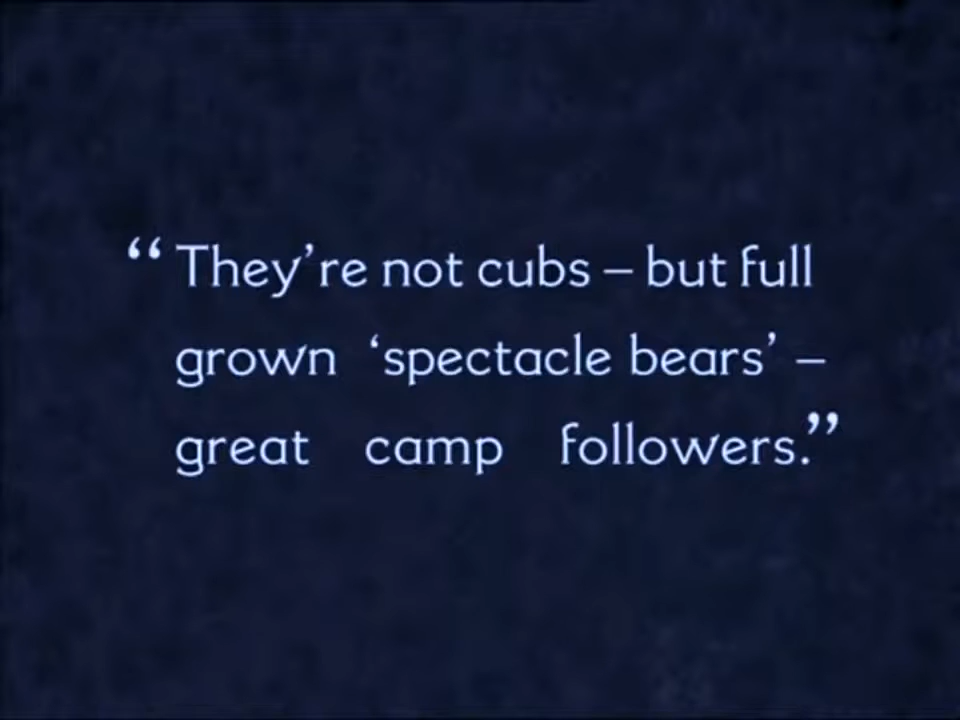 “They’re not cubs – but full
grown ‘spectacle bears’ –
great camp followers.”